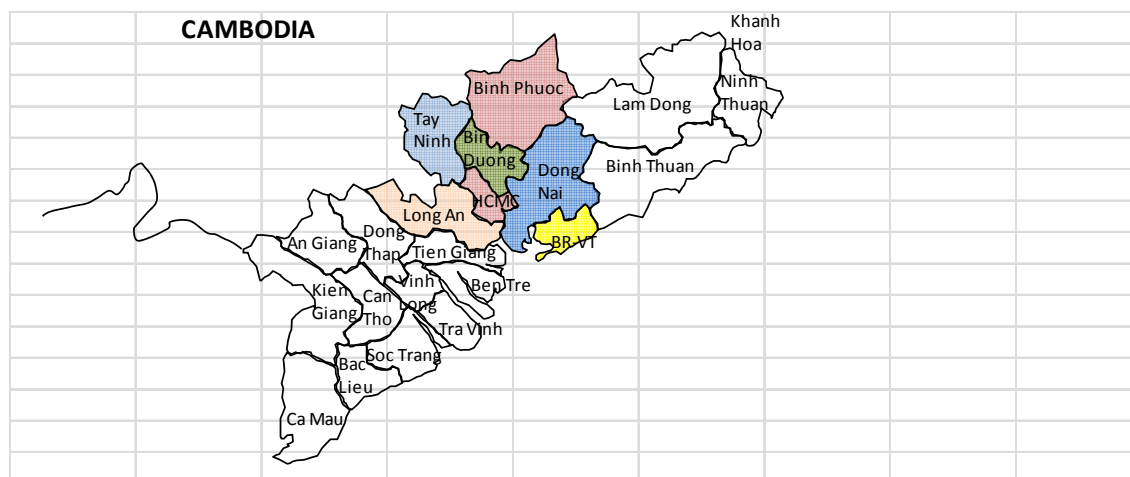 CAMBODIA
Khanh
Hoa
Binh Phuoc
Ninh
Thuan
Lam Dong
Tay
Ninh
Bin
Duong
Dong
Nai
Binh Thuan
HCMC
Long An
BR-VT
An Giang
Dong
Thap
Tien Giang
Vinh
Long
Ben Tre
Kien
Giang
Can
Tho
Tra Vinh
Soc Trang
Bac
Lieu
Ca Mau